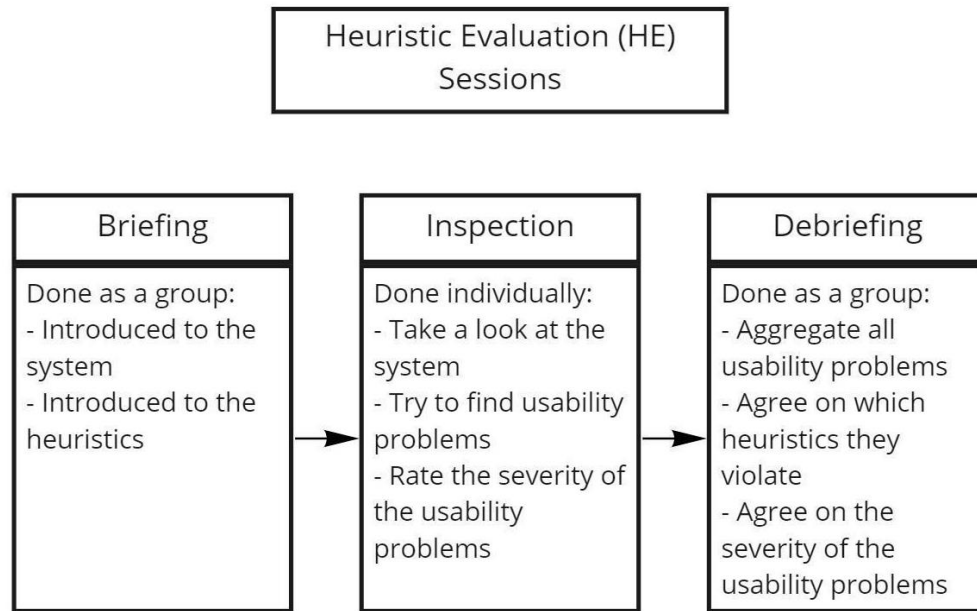 Heuristic Evaluation (HE)
Sessions
Briefing
Done as a group:
- Introduced to the
system
- Introduced to the
heuristics
Inspection
Done individually:
- Take a look at the
system
- Try to find usability
problems
- Rate the severity of
the usability
problems
Debriefing
Done as a group:
- Aggregate all
usability problems
- Agree on which
heuristics they
violate
- Agree on the
severity of the
usability problems